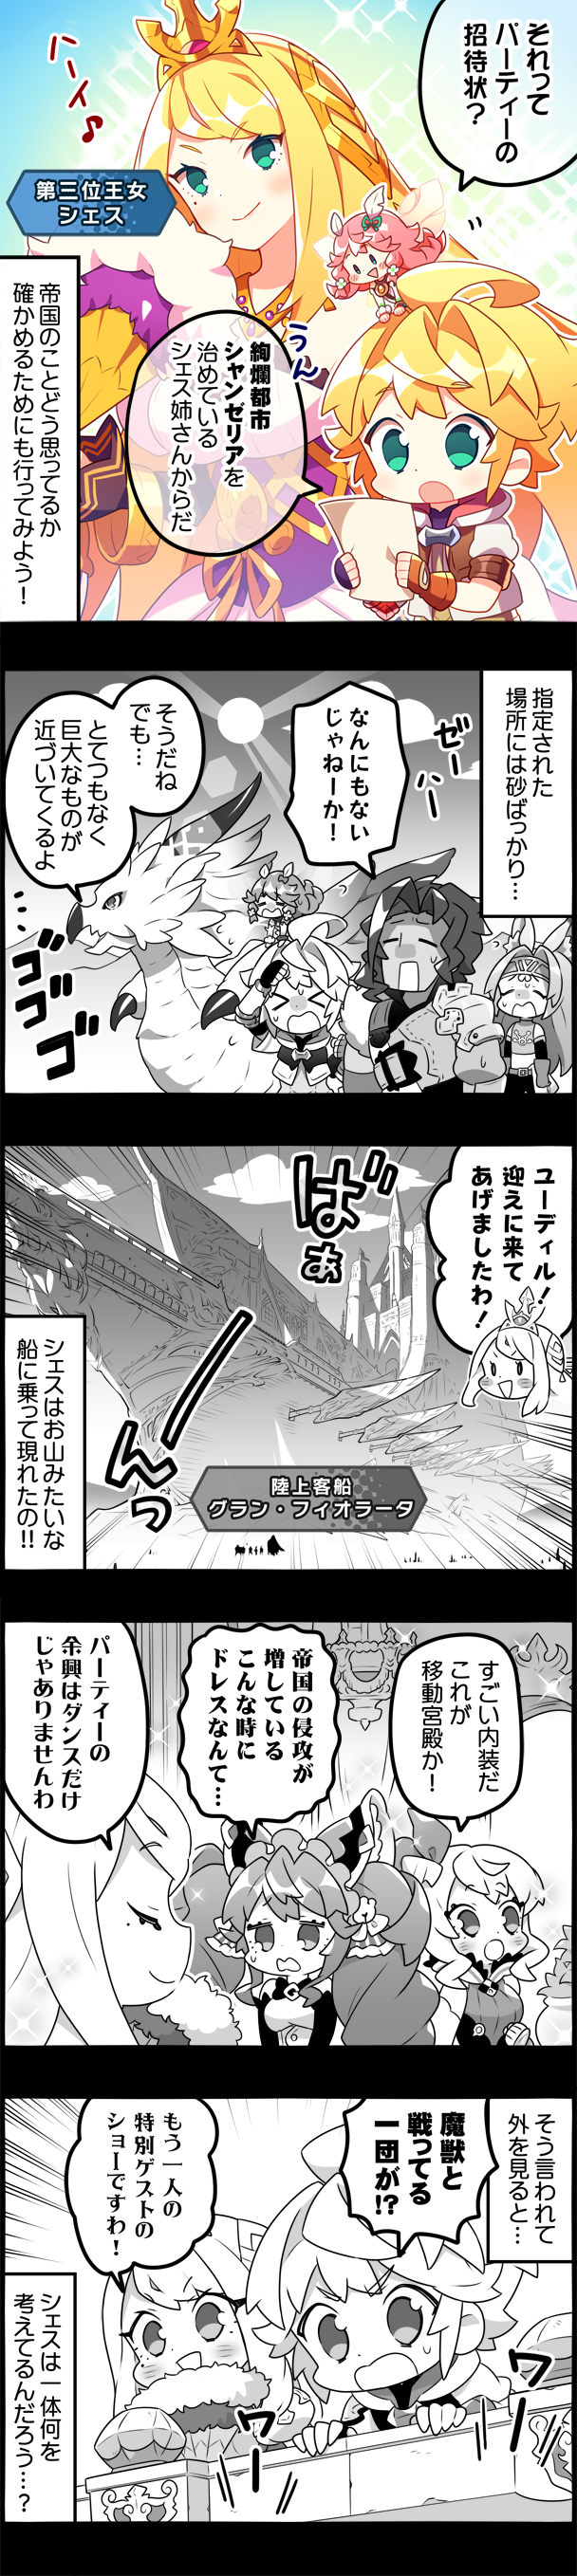 それって
パーティーの
招待状？
ハーイ♪
第三位王女
シェス
うん
絢爛都市
シャンゼリアを
治めている
シェス姉さんからだ
帝国のことどう思ってるか
確かめるためにも行ってみよう！
指定された
場所には砂ばっかり…
ゼーハー
なんにもない
じゃねーか！
そうだね
でも…
とてつもなく
巨大なものが
近づいてくるよ
ゴゴゴゴ…
ユーディル！
迎えに来て
あげましたわ！
ばぁーーんっ
陸上客船
グラン・フィオラータ
シェスはお山みたいな
船に乗って現れたの!!
すごい内装だ
これが
移動宮殿か！
帝国の侵攻が
増している
こんな時に
ドレスなんて…
パーティーの
余興はダンスだけ
じゃありませんわ
そう言われて
外を見ると…
魔獣と
戦ってる
一団が!?
もう一人の
特別ゲストの
ショーですわ！
ワー
ワー
シェスは一体何を
考えてるんだろう…？